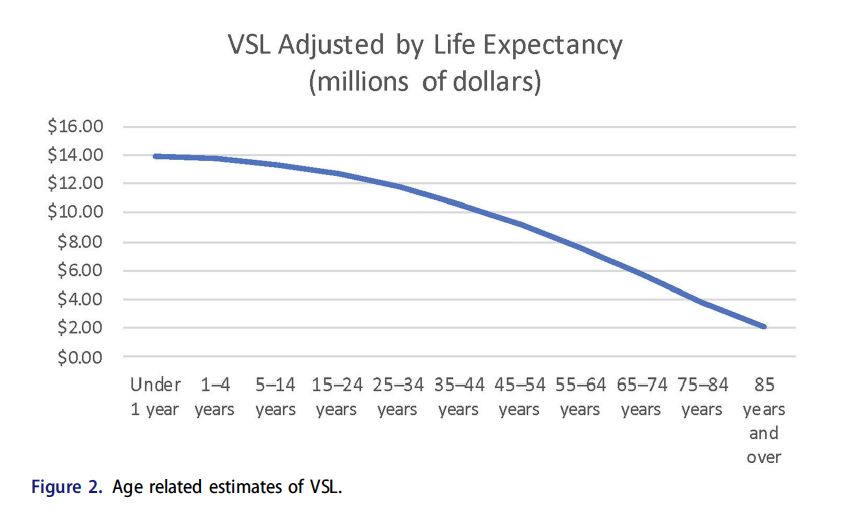 VSL Adjusted by Life Expectancy
(millions of dollars)
$16.00
$14.00
$12.00
$10.00
$8.00
$6.00
$4.00
$2.00
$0.00
Under 1–4 5–14 15–24 25–34 35–44 45–54 55–64 65–74 75–84 85
1 year years years years years years years years years years years
and
over
Figure 2. Age related estimates of VSL.